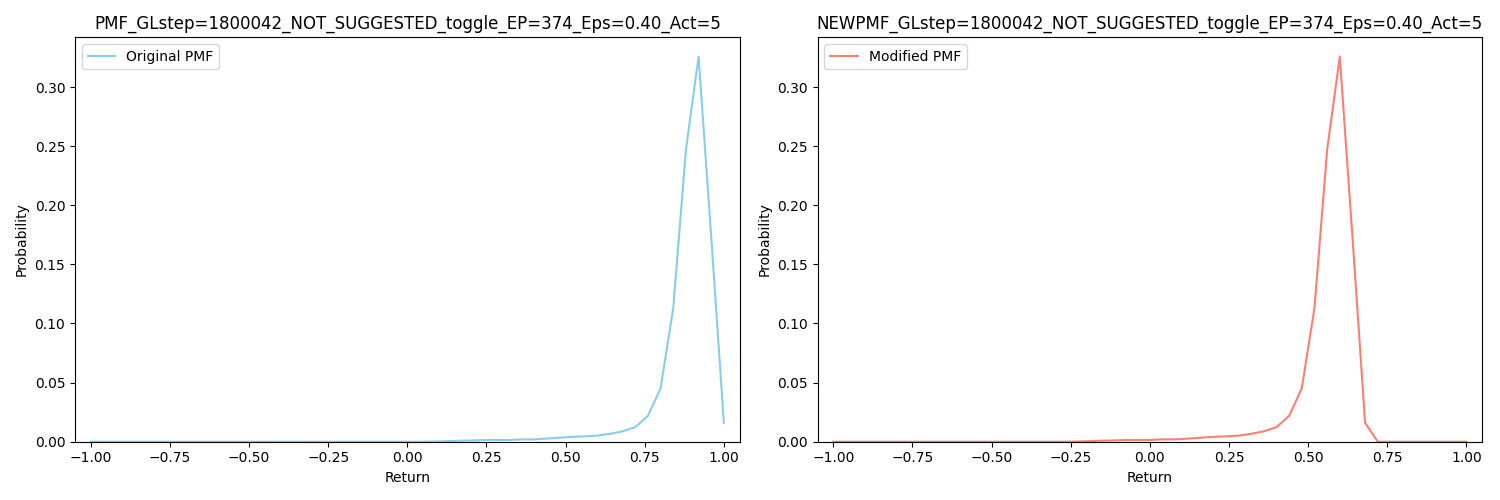 PMF_GLstep=1800042_NOT_SUGGESTED_toggle_EP=374_Eps=0.40_Act=5
Original PMF
Probability
0.30
0.25
0.20
0.15
0.10
0.05
0.00
−1.00 −0.75 −0.50 −0.25 0.00 0.25 0.50 0.75 1.00
Return
NEWPMF_GLstep=1800042_NOT_SUGGESTED_toggle_EP=374_Eps=0.40_Act=5
Modified PMF
Probability
0.30
0.25
0.20
0.15
0.10
0.05
0.00
−1.00 −0.75 −0.50 −0.25 0.00 0.25 0.50 0.75 1.00
Return